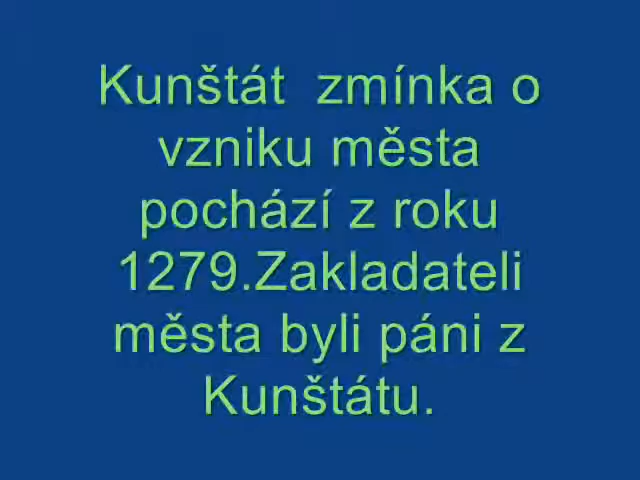 Kunštát  zmínka o
vzniku města
pochází z roku
1279.Zakladateli
města byli páni z
Kunštátu.